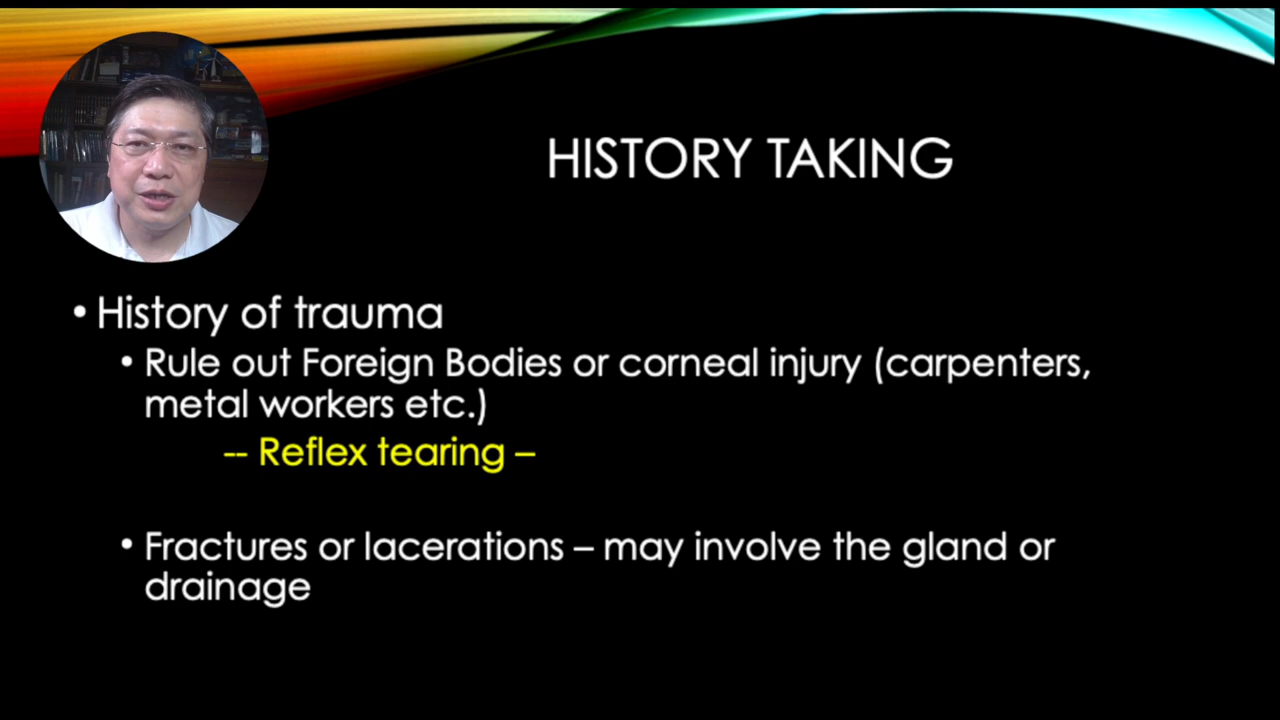 HISTORY TAKING
• History of trauma
• Rule out Foreign Bodies or corneal injury (carpenters,
metal workers etc.)
-- Reflex tearing –
• Fractures or lacerations – may involve the gland or
drainage